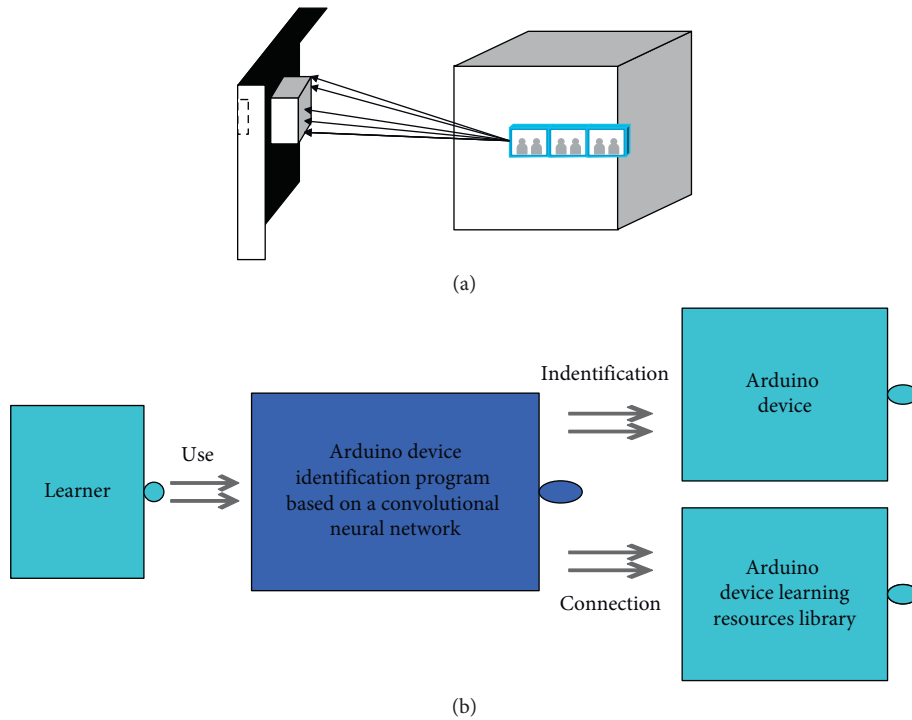 (a)
Indentification
Arduino
device
Use
Learner
Arduino device
identification program
based on a convolutional
neural network
Connection
Arduino
device learning
resources library
(b)